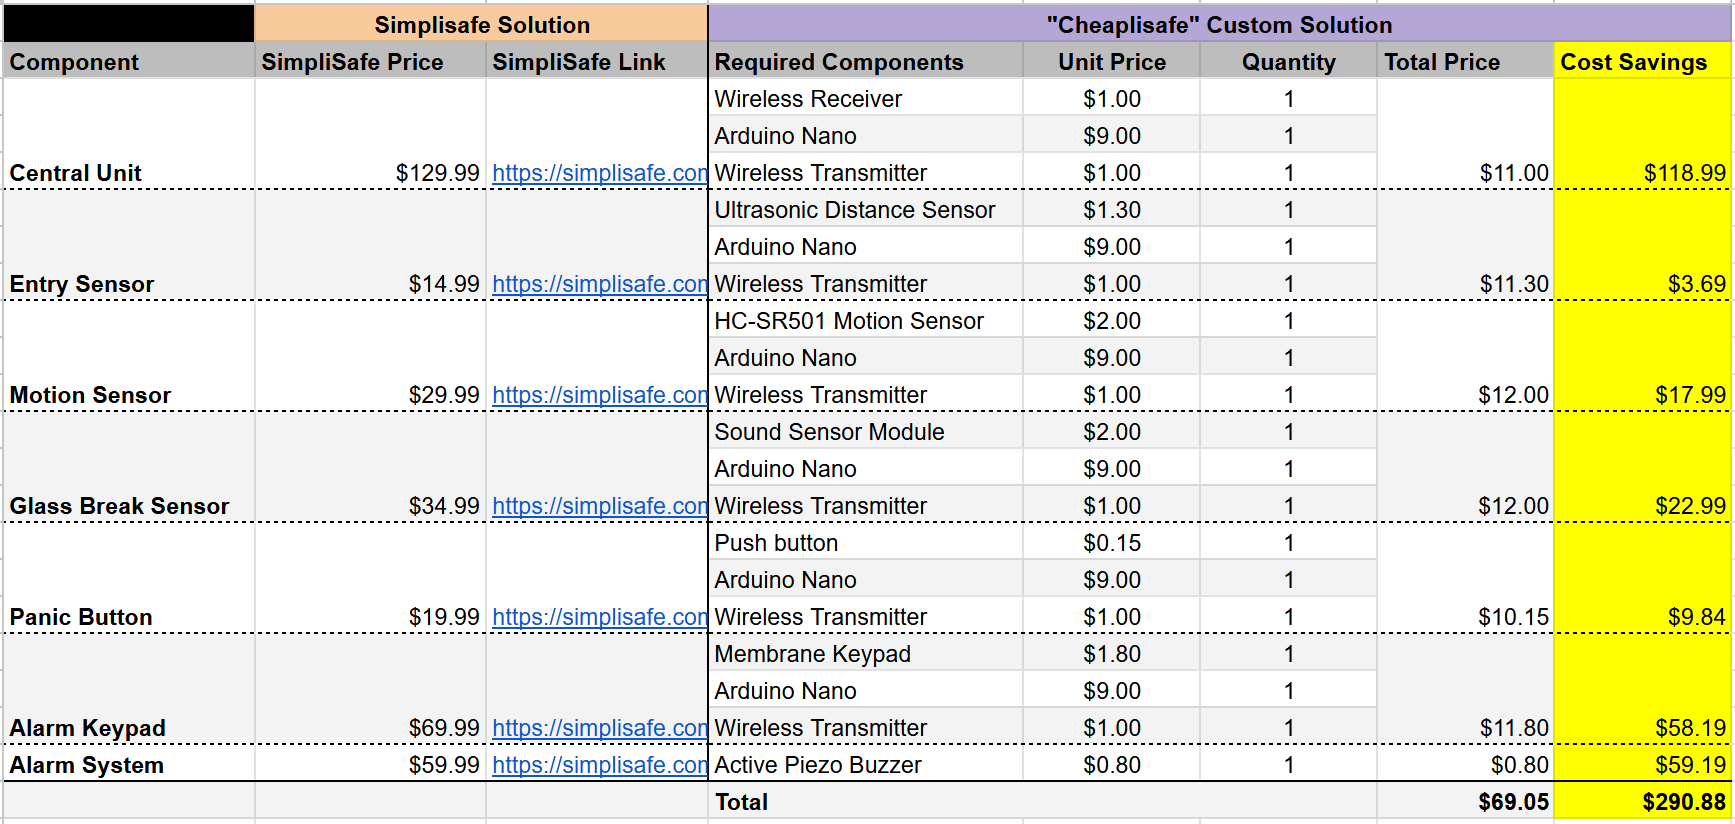 Simplisafe Solution "Cheaplisafe" Custom Solution
Component SimpliSafe Price SimpliSafe Link Required Components Unit Price Quantity Total Price Cost Savings
Wireless Receiver $1.00 1
Arduino Nano $9.00 1
Central Unit $129.99 https://simplisafe.com Wireless Transmitter $1.00 1 $11.00 $118.99
Ultrasonic Distance Sensor $1.30 1
Arduino Nano $9.00 1
Entry Sensor $14.99 https://simplisafe.com Wireless Transmitter $1.00 1 $11.30 $3.69
HC-SR501 Motion Sensor $2.00 1
Arduino Nano $9.00 1
Motion Sensor $29.99 https://simplisafe.com Wireless Transmitter $1.00 1 $12.00 $17.99
Sound Sensor Module $2.00 1
Arduino Nano $9.00 1
Glass Break Sensor $34.99 https://simplisafe.com Wireless Transmitter $1.00 1 $12.00 $22.99
Push button $0.15 1
Arduino Nano $9.00 1
Panic Button $19.99 https://simplisafe.com Wireless Transmitter $1.00 1 $10.15 $9.84
Membrane Keypad $1.80 1
Arduino Nano $9.00 1
Alarm Keypad $69.99 https://simplisafe.com Wireless Transmitter $1.00 1 $11.80 $58.19
Alarm System $59.99 https://simplisafe.com Active Piezo Buzzer $0.80 1 $0.80 $59.19
Total $69.05 $290.88